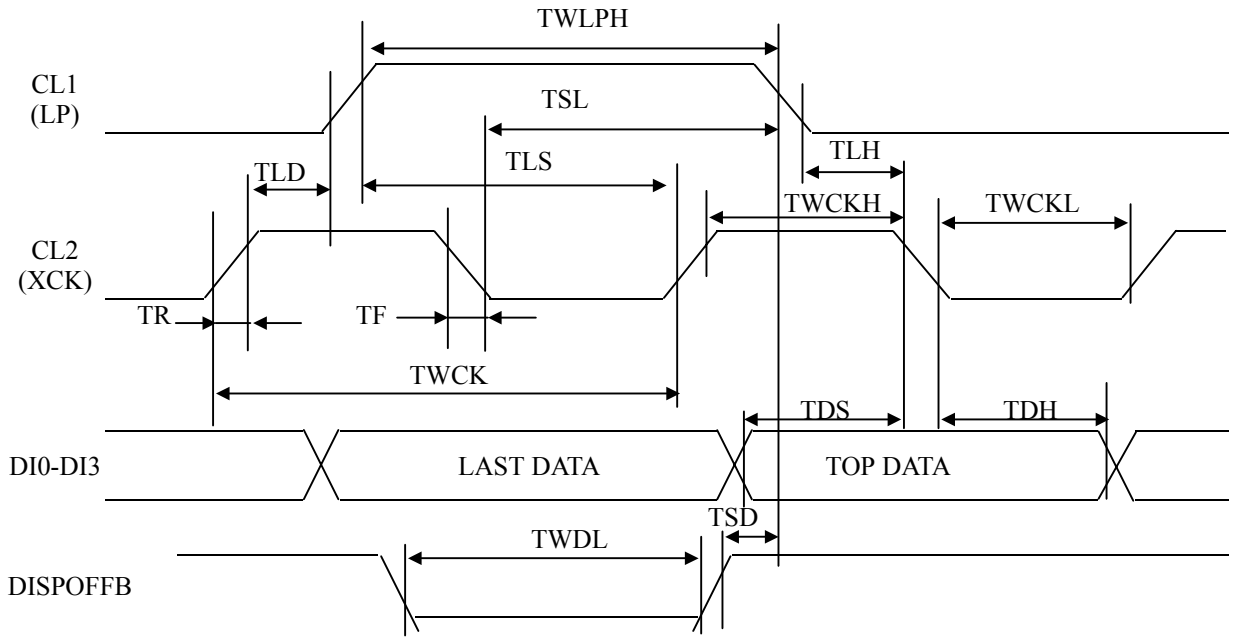 TWLPH
CL1
(LP)
TSL
TLH
TLD
TLS
TWCKH
TWCKL
CL2
(XCK)
TR
TF
TWCK
TDS
TDH
DI0-DI3
LAST DATA
TOP DATA
TSD
TWDL
DISPOFFB